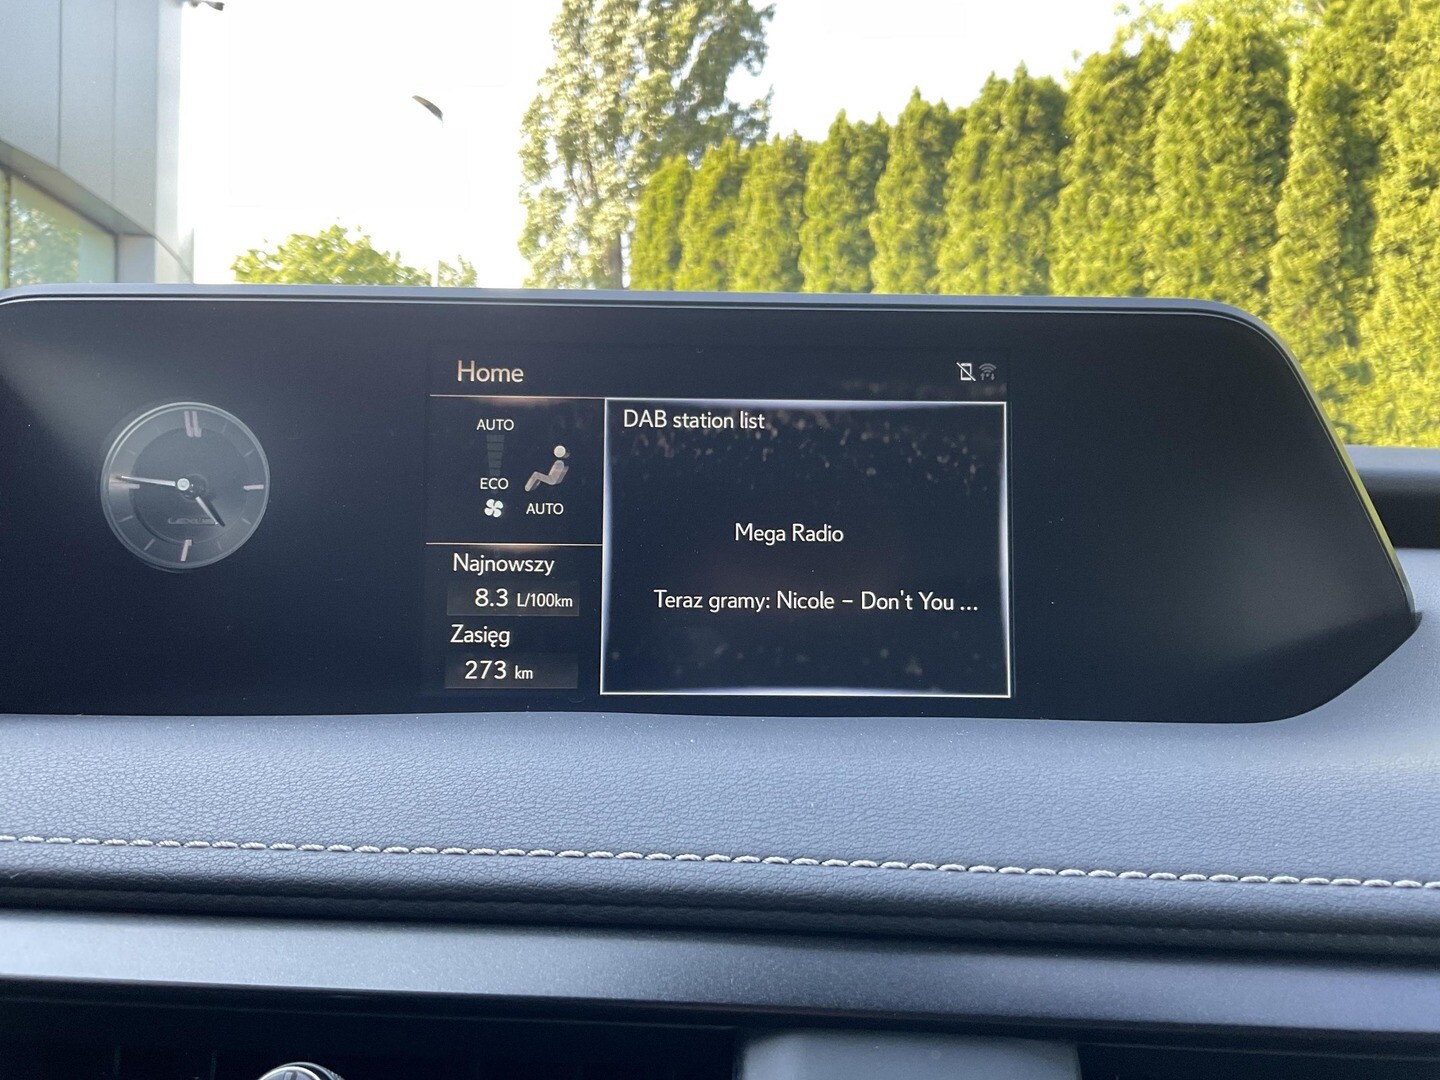 Home
AUTO
ECO
AUTO
DAB station list
Mega Radio
Teraz gramy: Nicole – Don't You ...
Najnowszy
8.3 L/100km
Zasięg
273 km
LEXUS